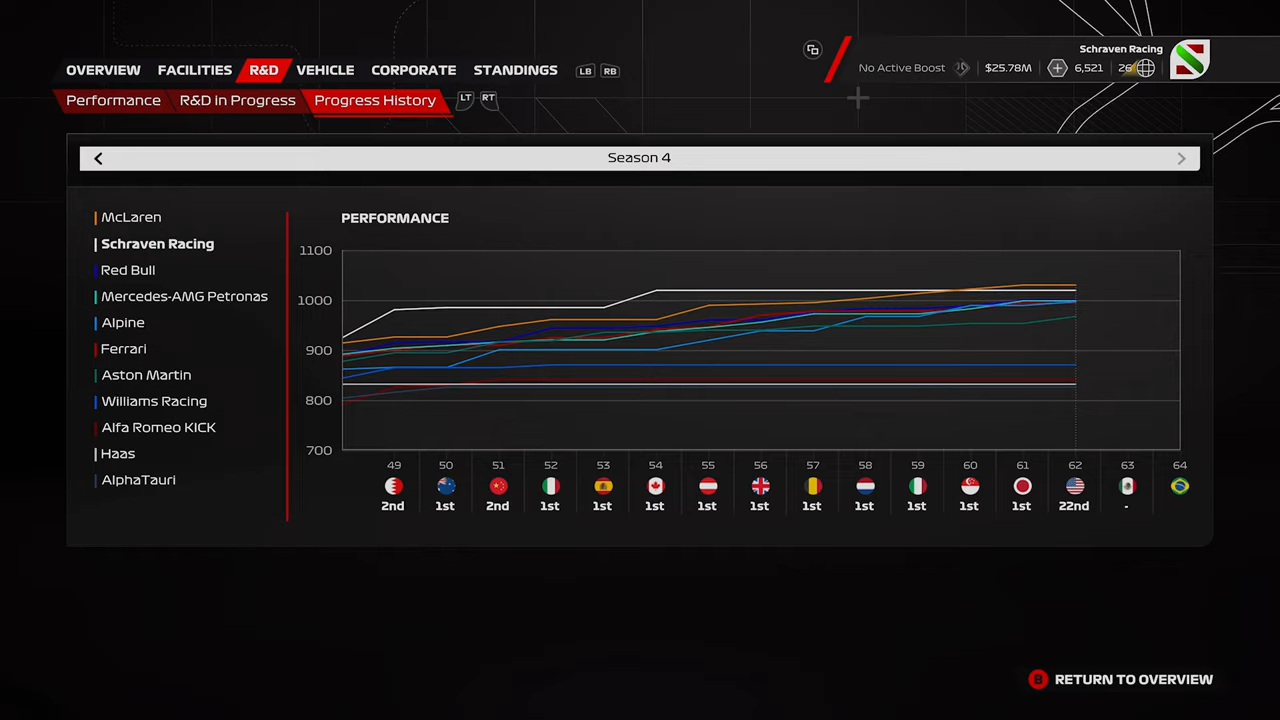 Schraven Racing
OVERVIEW FACILITIES R&D VEHICLE CORPORATE STANDINGS LB RB
No Active Boost $25.78M 6,521 26
Performance R&D In Progress Progress History LT RT
Season 4
McLaren
Schraven Racing
Red Bull
Mercedes-AMG Petronas
Alpine
Ferrari
Aston Martin
Williams Racing
Alfa Romeo KICK
Haas
AlphaTauri
PERFORMANCE
1100
1000
900
800
700
49 50 51 52 53 54 55 56 57 58 59 60 61 62 63 64
2nd 1st 2nd 1st 1st 1st 1st 1st 1st 1st 1st 1st 1st 22nd -
B RETURN TO OVERVIEW